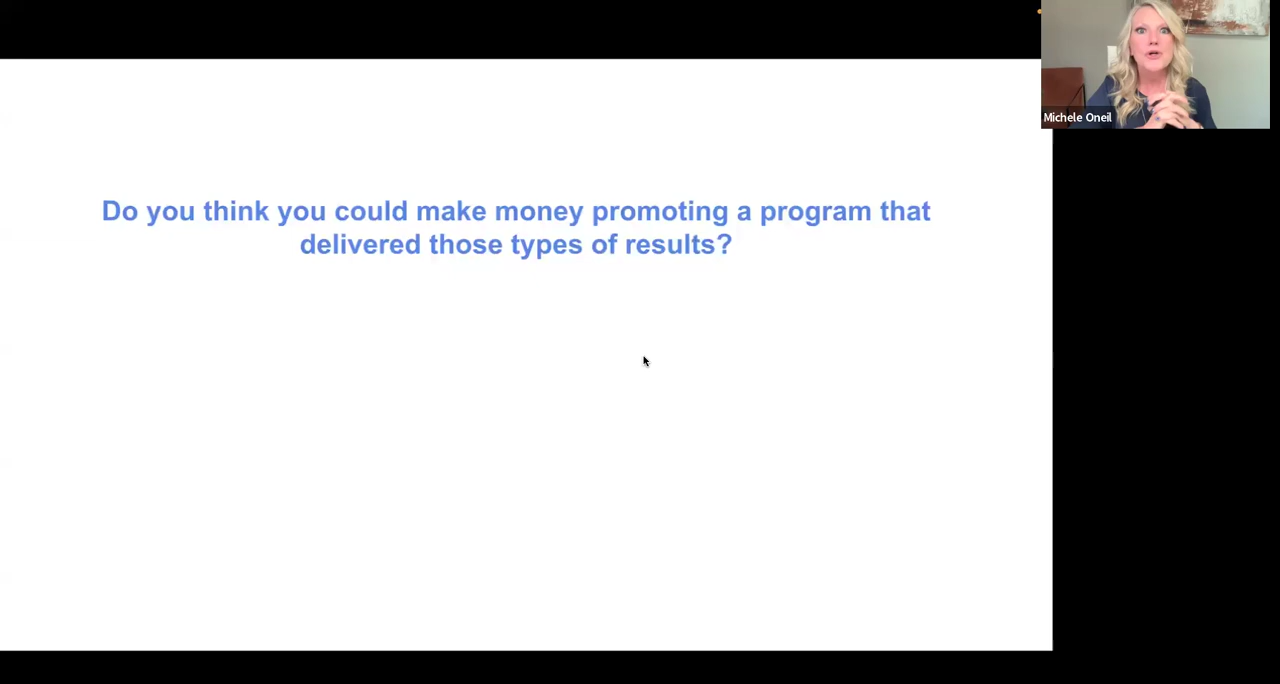 Do you think you could make money promoting a program that
delivered those types of results?
Michele Oneil